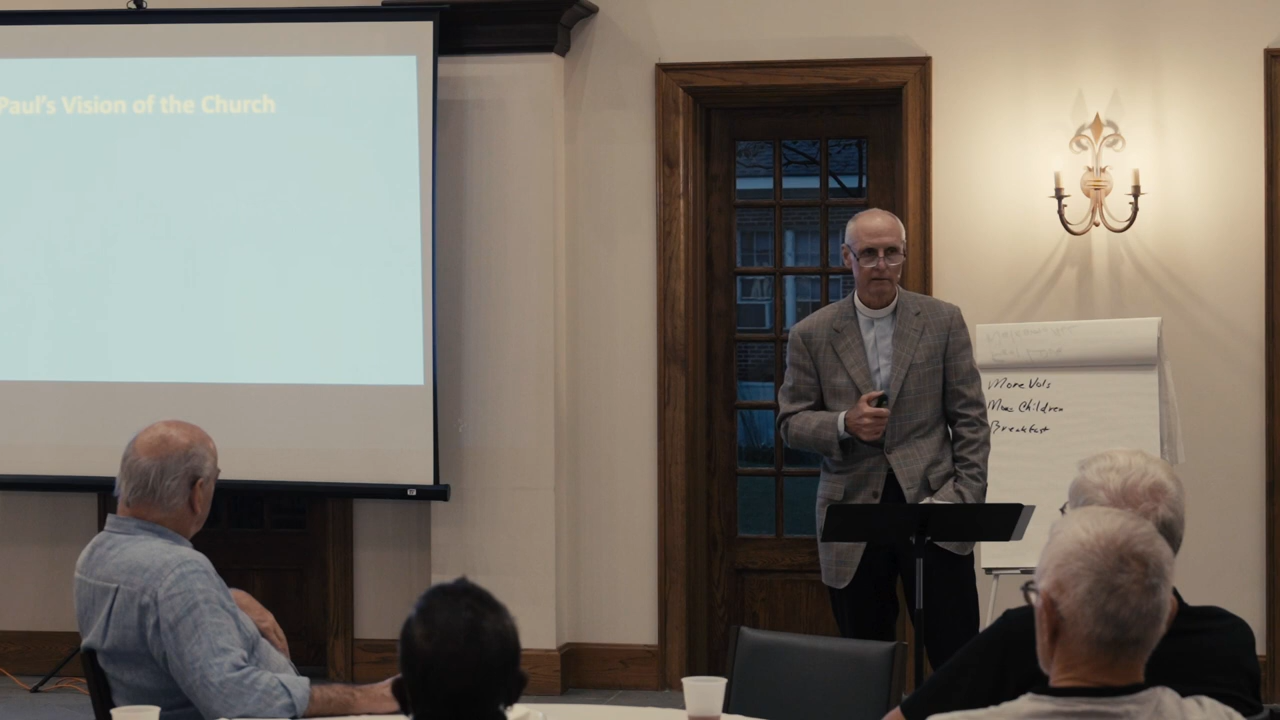 Paul's Vision of the Church
More Vols
More Children
Breakfast